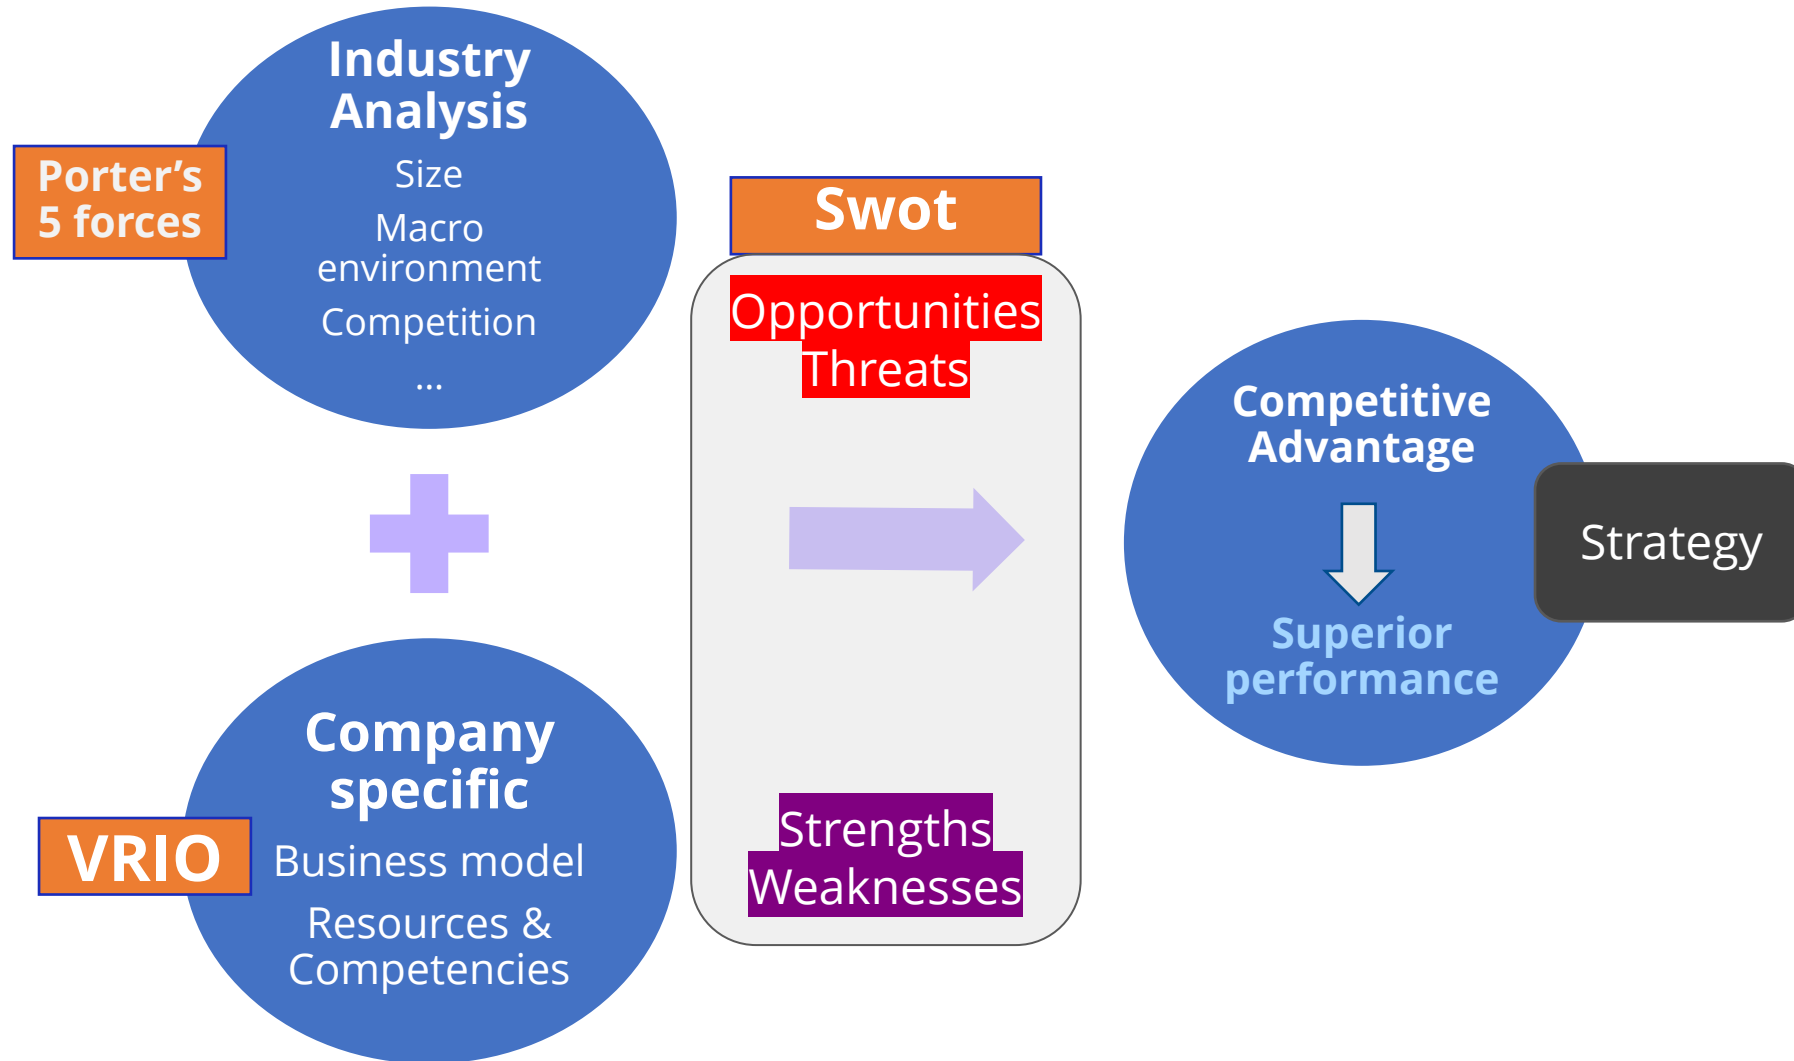 Industry
Analysis
Size
Macro
environment
Competition
...
Porter’s
5 forces
Company
specific
Business model
Resources &
Competencies
VRIO
Swot
Opportunities
Threats
Strengths
Weaknesses
Competitive
Advantage
Superior
performance
Strategy